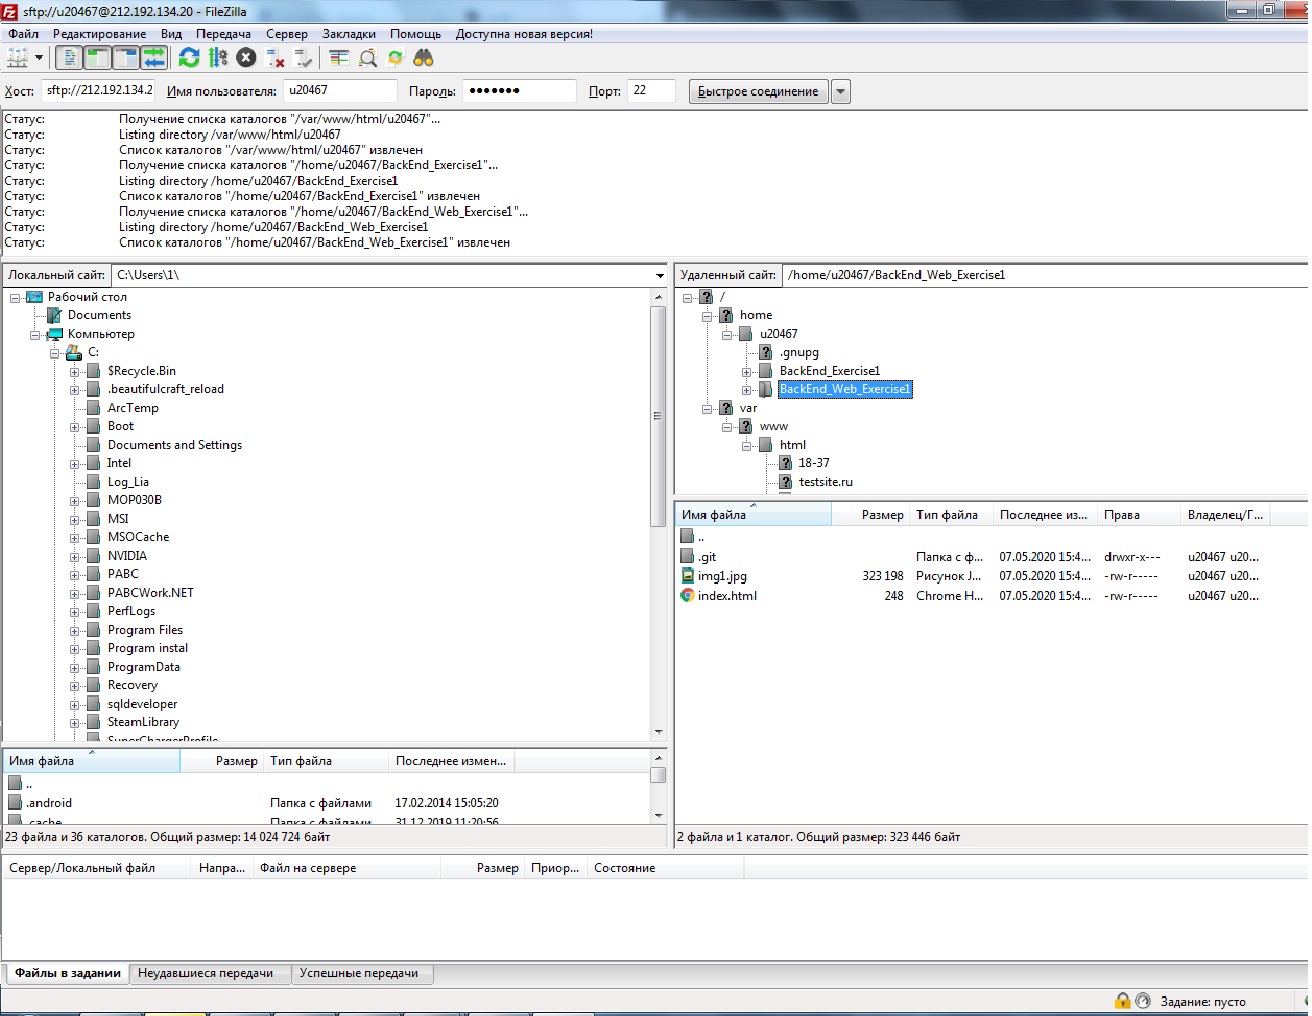 sftp://u20467@212.192.134.20 - FileZilla
Файл Редактирование Вид Передача Сервер Закладки Помощь Доступна новая версия!
Хост: sftp://212.192.134.2 Имя пользователя: u20467 Пароль: ●●●●●●● Порт: 22 Быстрое соединение
Статус: Получение списка каталогов "/var/www/html/u20467"...
Статус: Listing directory /var/www/html/u20467
Статус: Список каталогов "/var/www/html/u20467" извлечен
Статус: Получение списка каталогов "/home/u20467/BackEnd_Exercise1"...
Статус: Listing directory /home/u20467/BackEnd_Exercise1
Статус: Список каталогов "/home/u20467/BackEnd_Exercise1" извлечен
Статус: Получение списка каталогов "/home/u20467/BackEnd_Web_Exercise1"...
Статус: Listing directory /home/u20467/BackEnd_Web_Exercise1
Статус: Список каталогов "/home/u20467/BackEnd_Web_Exercise1" извлечен
Локальный сайт: C:\Users\1\
Рабочий стол
Documents
Компьютер
C:
$Recycle.Bin
.beautifulcraft_reload
ArcTemp
Boot
Documents and Settings
Intel
Log_Lia
MOP030B
MSI
MSOCache
NVIDIA
PABC
PABCWork.NET
PerfLogs
Program Files
Program instal
ProgramData
Recovery
sqldeveloper
SteamLibrary
SuperChargerProfile
Имя файла Размер Тип файла Последнее измен...
..
.android Папка с файлами 17.02.2014 15:05:20
.cache Папка с файлами 31.12.2019 11:20:56
23 файла и 36 каталогов. Общий размер: 14 024 724 байт
Удаленный сайт: /home/u20467/BackEnd_Web_Exercise1
/
home
u20467
.gnupg
BackEnd_Exercise1
BackEnd_Web_Exercise1
var
www
html
18-37
testsite.ru
Имя файла Размер Тип файла Последнее из... Права Владелец/Г...
..
.git Папка с ф... 07.05.2020 15:4... drwxr-x--- u20467 u20...
img1.jpg 323 198 Рисунок J... 07.05.2020 15:4... -rw-r----- u20467 u20...
index.html 248 Chrome H... 07.05.2020 15:4... -rw-r----- u20467 u20...
2 файла и 1 каталог. Общий размер: 323 446 байт
Сервер/Локальный файл Напра... Файл на сервере Размер Приор... Состояние
Файлы в задании Неудавшиеся передачи Успешные передачи
Задание: пусто